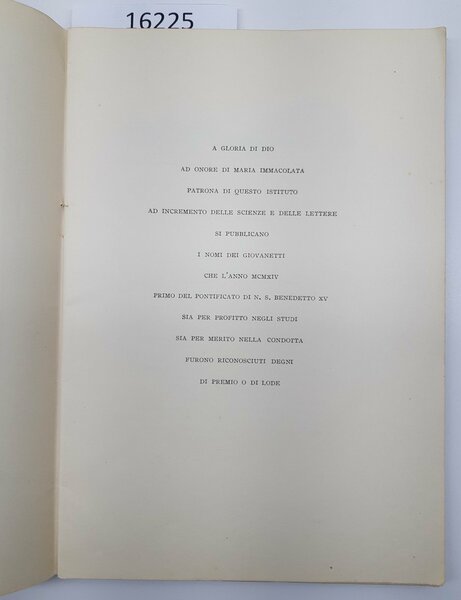 16225
A GLORIA DI DIO
AD ONORE DI MARIA IMMACOLATA
PATRONA DI QUESTO ISTITUTO
AD INCREMENTO DELLE SCIENZE E DELLE LETTERE
SI PUBBLICANO
I NOMI DEI GIOVANETTI
CHE L'ANNO MCMXIV
PRIMO DEL PONTIFICATO DI N. S. BENEDETTO XV
SIA PER PROFITTO NEGLI STUDI
SIA PER MERITO NELLA CONDOTTA
FURONO RICONOSCIUTI DEGNI
DI PREMIO O DI LODE